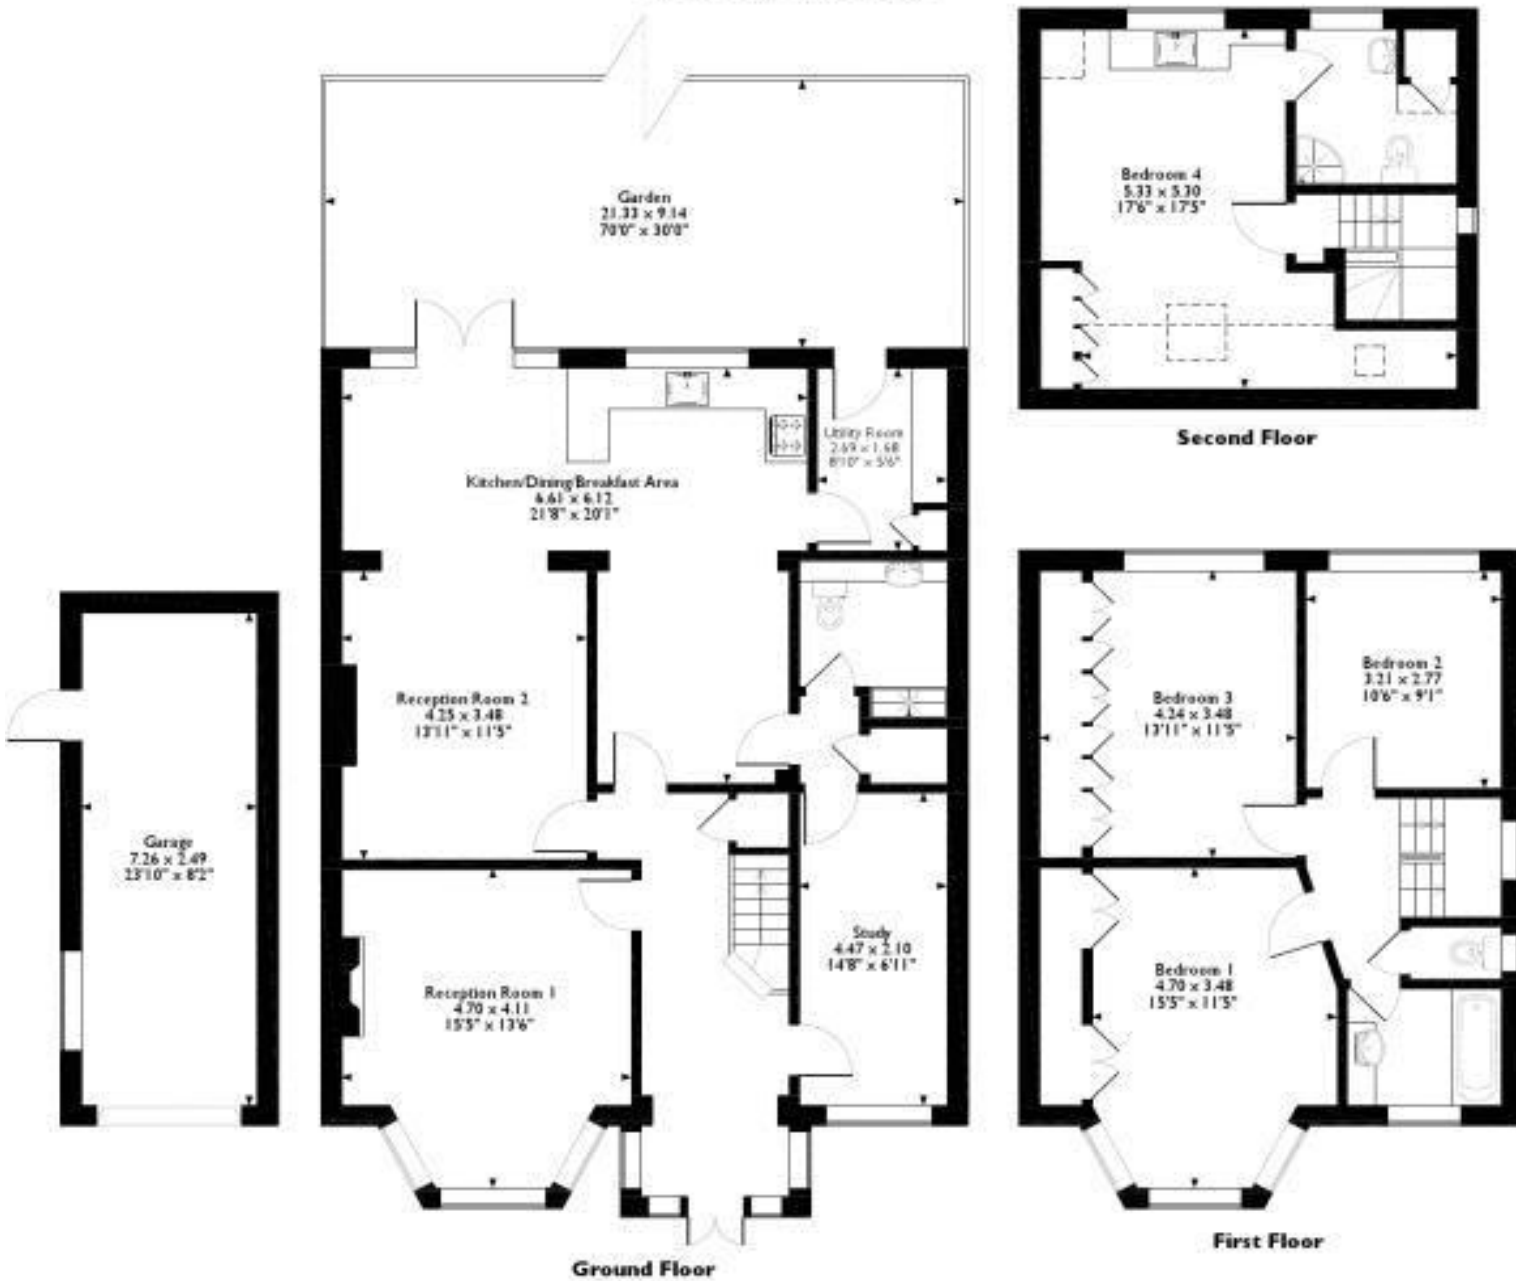 Garden
21.33 x 9.14
70'0" x 30'0"
Utility Room
2.69 x 1.68
8'10" x 5'6"
Kitchen/Dining/Breakfast Area
6.61 x 6.12
21'8" x 20'1"
Reception Room 2
4.25 x 3.48
13'11" x 11'5"
Garage
7.26 x 2.49
23'10" x 8'2"
Study
4.47 x 2.10
14'8" x 6'11"
Reception Room 1
4.70 x 4.11
15'5" x 13'6"
Ground Floor
Bedroom 4
5.33 x 5.30
17'6" x 17'5"
Second Floor
Bedroom 2
3.21 x 2.77
10'6" x 9'1"
Bedroom 3
4.24 x 3.48
13'11" x 11'5"
Bedroom 1
4.70 x 3.48
15'5" x 11'5"
First Floor